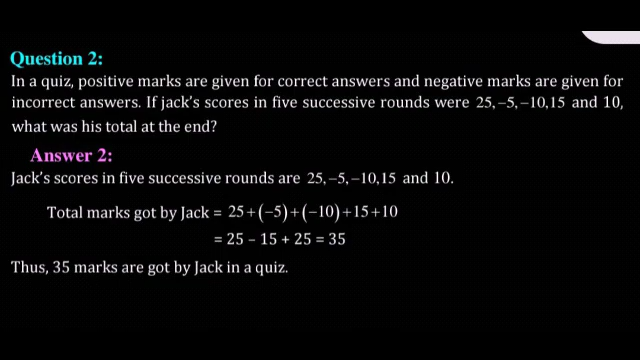 Question 2:
In a quiz, positive marks are given for correct answers and negative marks are given for
incorrect answers. If jack's scores in five successive rounds were 25,−5,−10,15 and 10,
what was his total at the end?
Answer 2:
Jack's scores in five successive rounds are 25,−5,−10,15 and 10.
Total marks got by Jack = 25+(−5)+(−10)+15+10
= 25 − 15 + 25 = 35
Thus, 35 marks are got by Jack in a quiz.